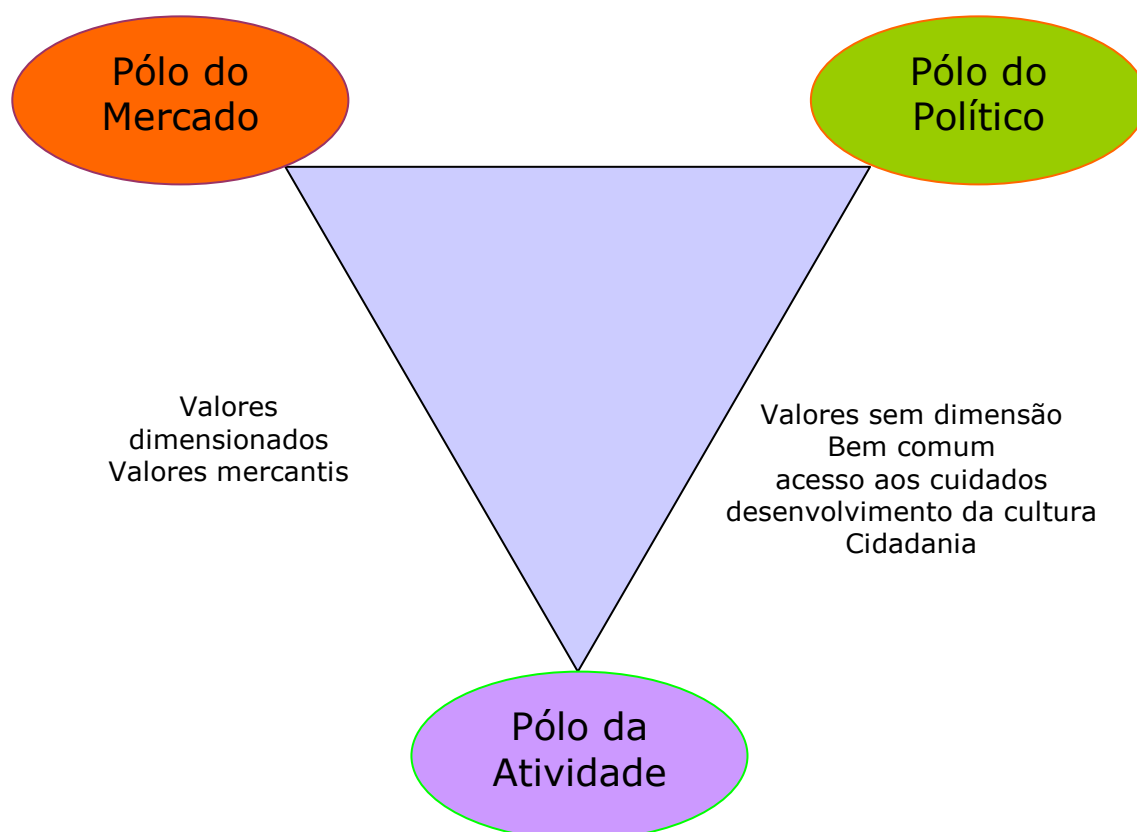 Pólo do
Mercado
Pólo do
Político
Valores
dimensionados
Valores mercantis
Valores sem dimensão
Bem comum
acesso aos cuidados
desenvolvimento da cultura
Cidadania
Pólo da
Atividade